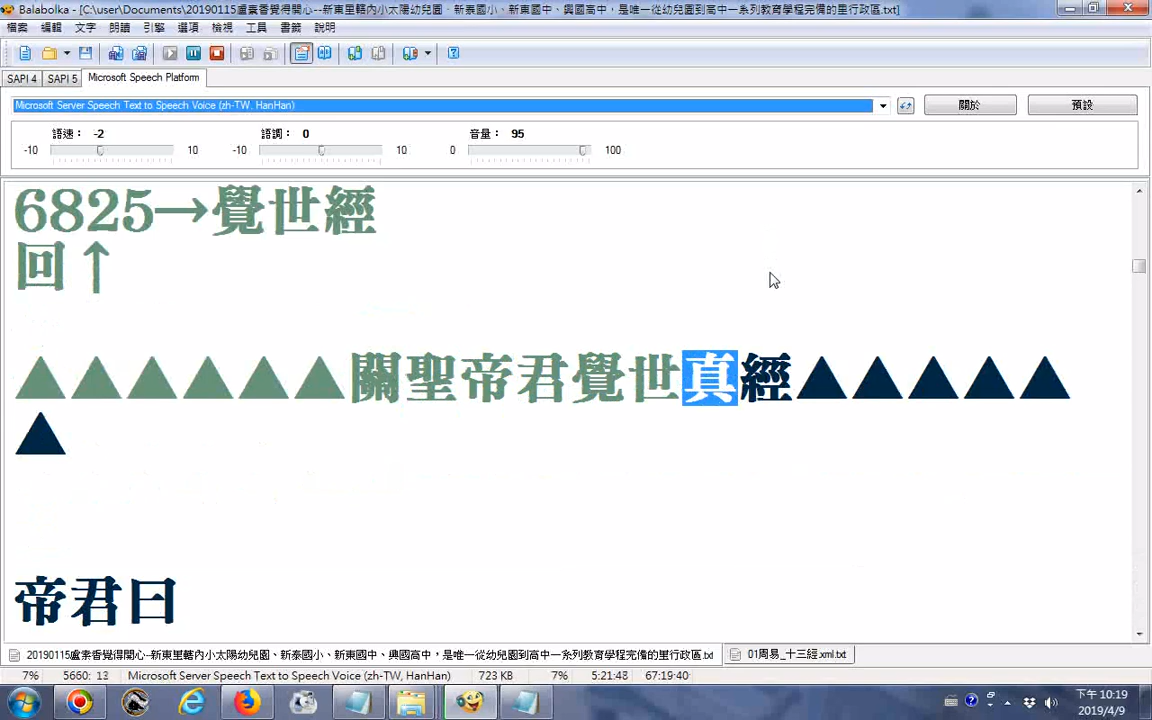 Balabolka - [C:\user\Documents\20190115盧素香覺得開心--新東里轄內小太陽幼兒園、新泰國小、新東國中、興國高中，是唯一從幼兒園到高中一系列教育學程完備的里行政區.txt]
檔案 編輯 文字 朗讀 引擎 選項 檢視 工具 書籤 說明
SAPI 4 SAPI 5 Microsoft Speech Platform
Microsoft Server Speech Text to Speech Voice (zh-TW, HanHan) 關於 預設
語速： -2 語調： 0 音量： 95
-10 10 -10 10 0 100
6825→覺世經
回↑
▲▲▲▲▲▲關聖帝君覺世真經▲▲▲▲▲
▲
帝君曰
20190115盧素香覺得開心--新東里轄內小太陽幼兒園、新泰國小、新東國中、興國高中，是唯一從幼兒園到高中一系列教育學程完備的里行政區.txt 01周易_十三經.xml.txt
7% 5660: 13 Microsoft Server Speech Text to Speech Voice (zh-TW, HanHan) 723 KB 7% 5:21:48 67:19:40
下午 10:19
2019/4/9